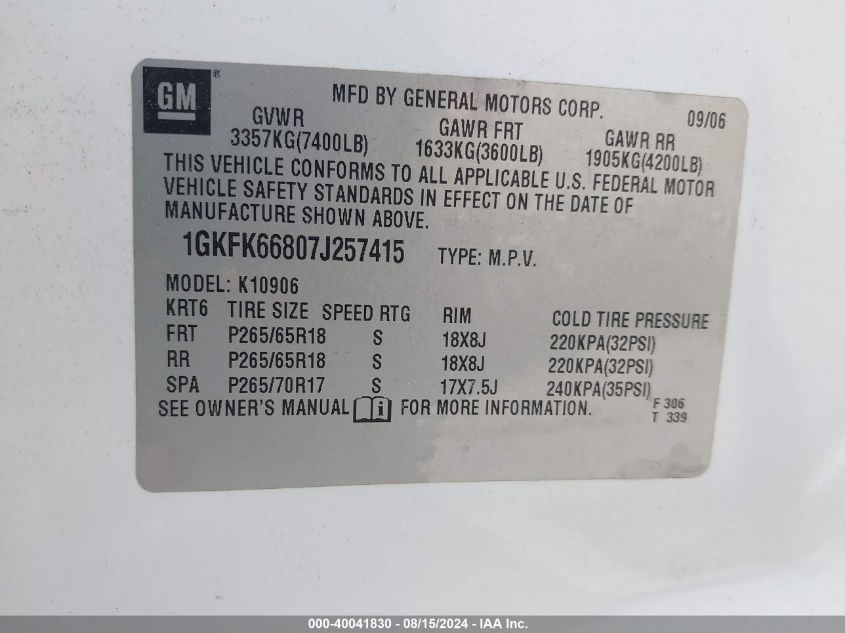 GM®
MFD BY GENERAL MOTORS CORP. 09/06
GVWR GAWR FRT GAWR RR
3357KG(7400LB) 1633KG(3600LB) 1905KG(4200LB)
THIS VEHICLE CONFORMS TO ALL APPLICABLE U.S. FEDERAL MOTOR
VEHICLE SAFETY STANDARDS IN EFFECT ON THE DATE OF
MANUFACTURE SHOWN ABOVE.
1GKFK66807J257415 TYPE: M.P.V.
MODEL: K10906
KRT6 TIRE SIZE SPEED RTG RIM COLD TIRE PRESSURE
FRT P265/65R18 S 18X8J 220KPA(32PSI)
RR P265/65R18 S 18X8J 220KPA(32PSI)
SPA P265/70R17 S 17X7.5J 240KPA(35PSI)
SEE OWNER'S MANUAL FOR MORE INFORMATION. F 306
T 339
000-40041830 - 08/15/2024 - IAA Inc.